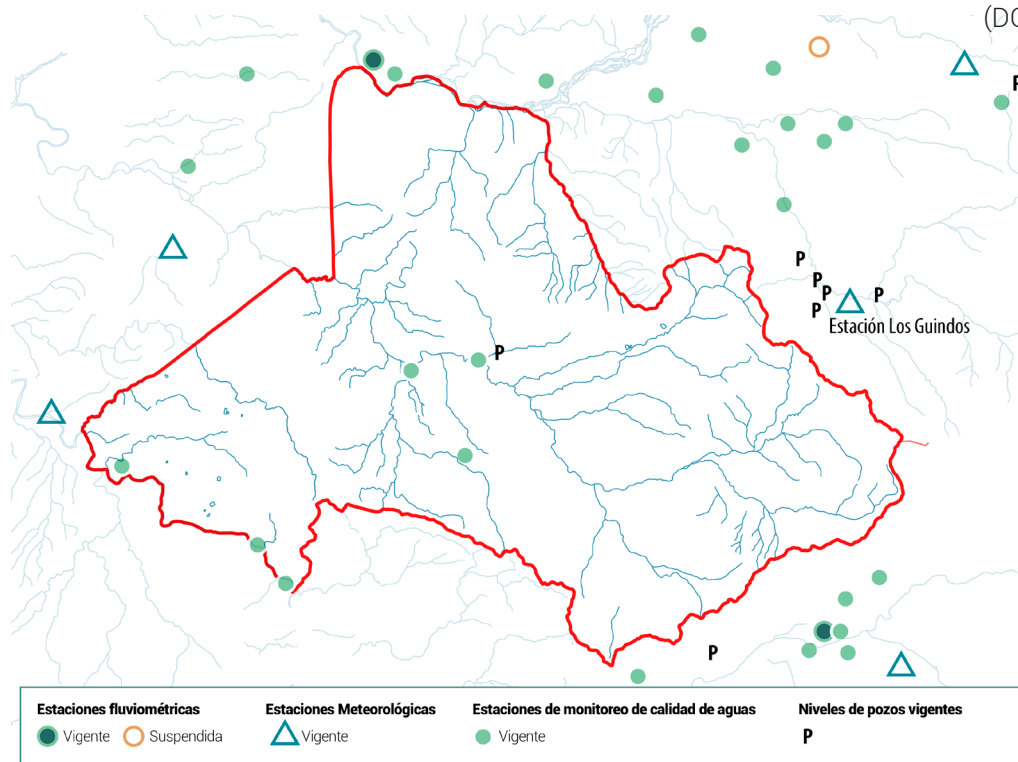 (DG
P
P
P
P
P
P
Estación Los Guindos
P
P
Estaciones fluviométricas
Estaciones Meteorológicas
Estaciones de monitoreo de calidad de aguas
Niveles de pozos vigentes
Vigente
Suspendida
Vigente
Vigente
P